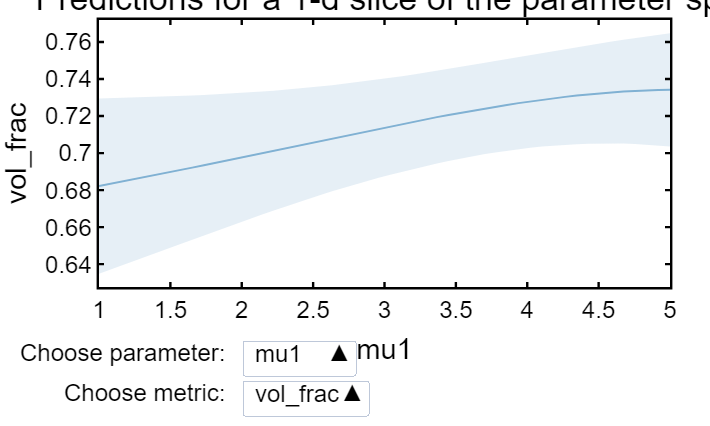 Predictions for a 1-d slice of the parameter sp
0.76
0.74
0.72
0.7
0.68
0.66
0.64
vol_frac
1 1.5 2 2.5 3 3.5 4 4.5 5
mu1
Choose parameter: mu1 ▲
Choose metric: vol_frac ▲